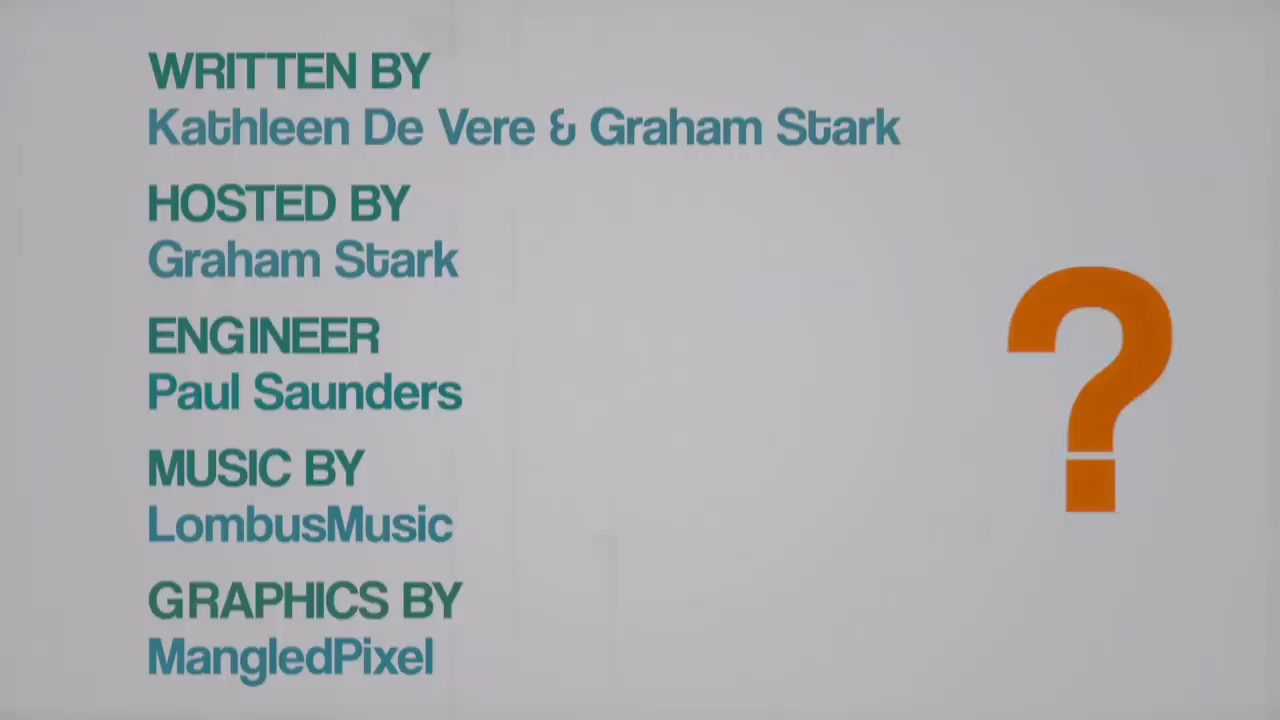 WRITTEN BY
Kathleen De Vere & Graham Stark
HOSTED BY
Graham Stark
ENGINEER
Paul Saunders
MUSIC BY
LombusMusic
GRAPHICS BY
MangledPixel
?